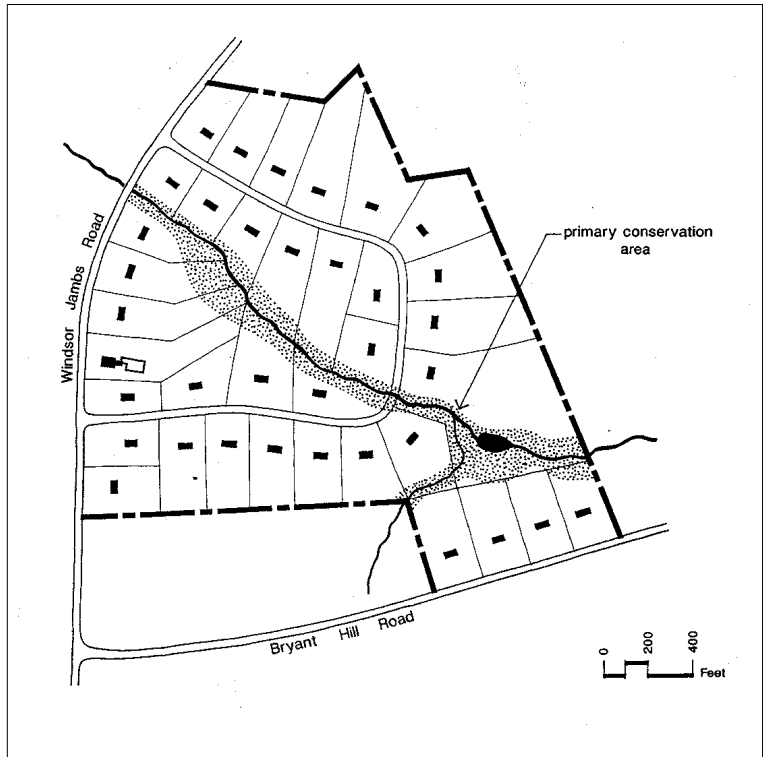 Windsor Jambs Road
primary conservation
area
Bryant Hill Road
0 200 400
Feet